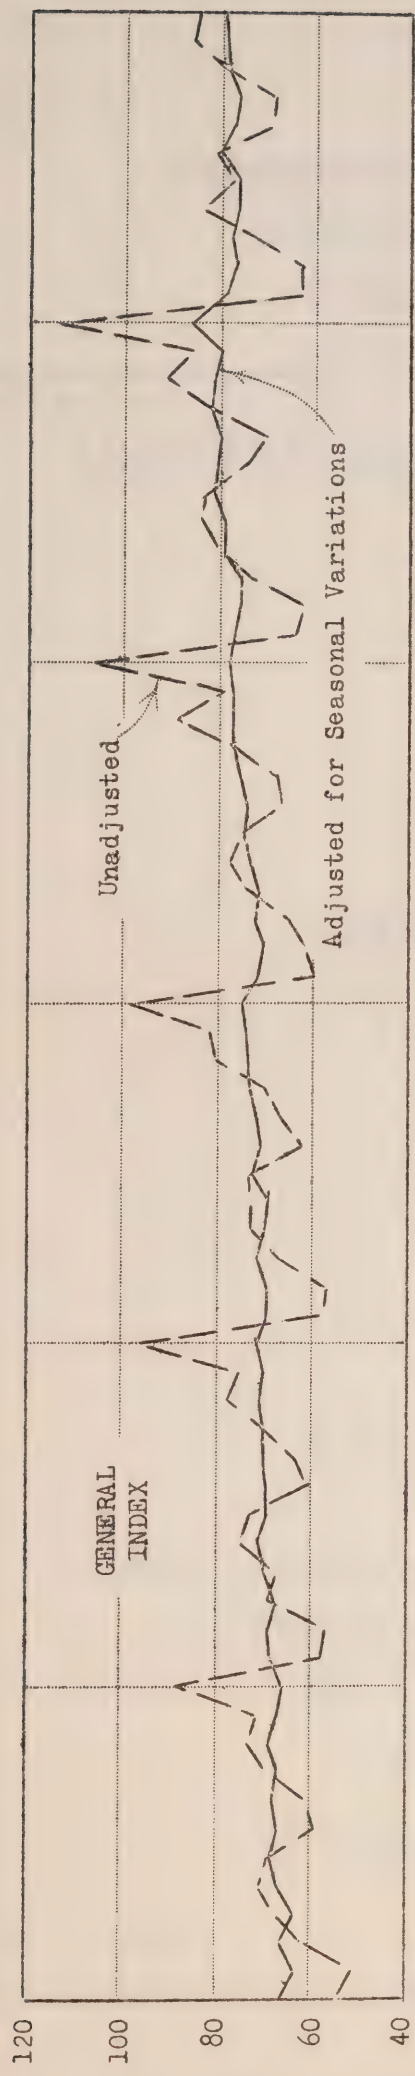 120
100
80
60
40
GENERAL
INDEX
Unadjusted
Adjusted for Seasonal Variations